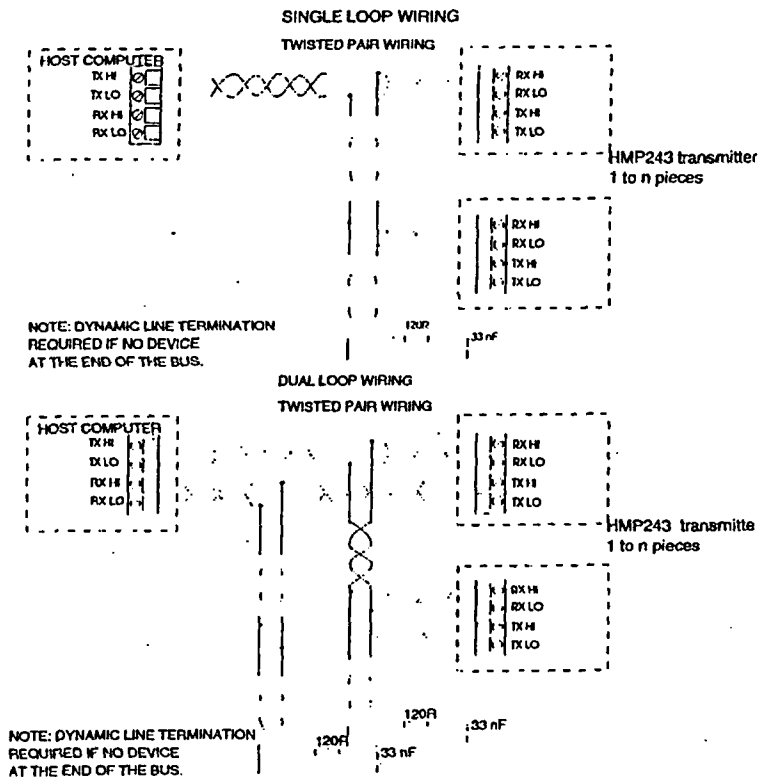 SINGLE LOOP WIRING
TWISTED PAIR WIRING
HOST COMPUTER
TX HI
TX LO
RX HI
RX LO
RX HI
RX LO
TX HI
TX LO
HMP243 transmitter
1 to n pieces
RX HI
RX LO
TX HI
TX LO
NOTE: DYNAMIC LINE TERMINATION
REQUIRED IF NO DEVICE
AT THE END OF THE BUS.
120R
33 nF
DUAL LOOP WIRING
TWISTED PAIR WIRING
HOST COMPUTER
TX HI
TX LO
RX HI
RX LO
RX HI
RX LO
TX HI
TX LO
HMP243 transmitte
1 to n pieces
RX HI
RX LO
TX HI
TX LO
120R
33 nF
NOTE: DYNAMIC LINE TERMINATION
REQUIRED IF NO DEVICE
AT THE END OF THE BUS.
120R
33 nF